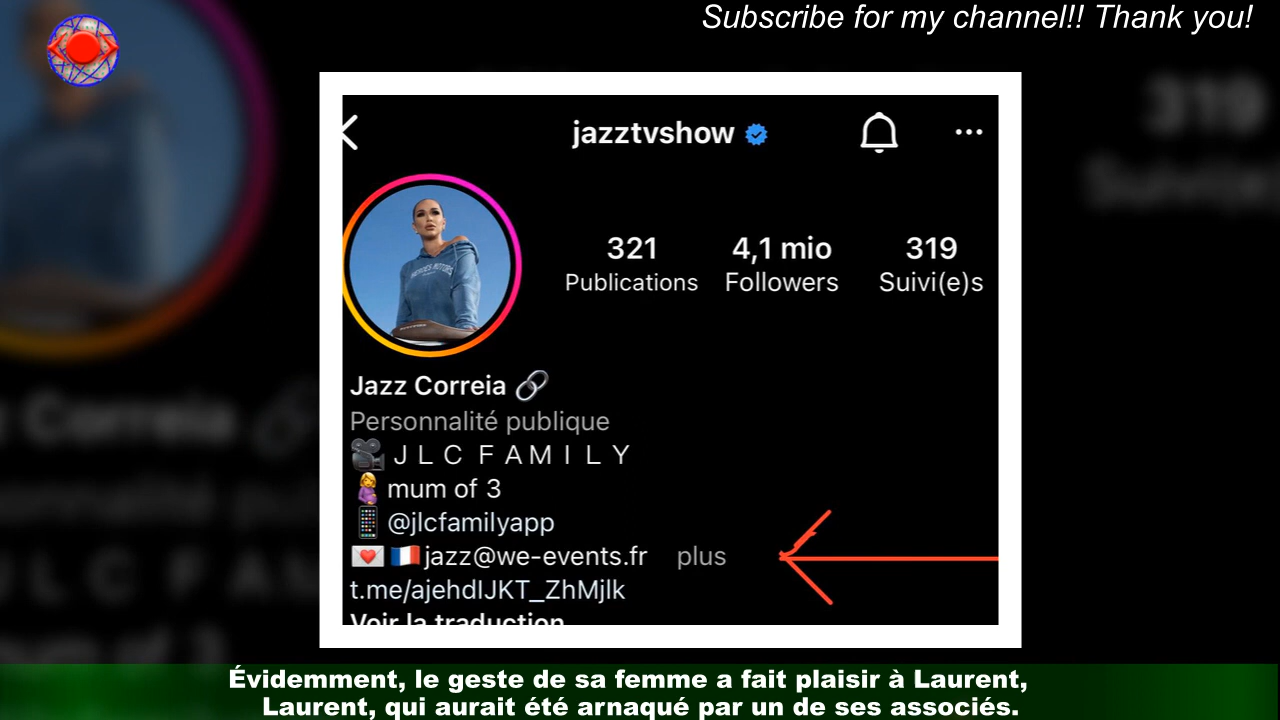 Subscribe for my channel!! Thank you!
jazztvshow
321 4,1 mio 319
Publications Followers Suivi(e)s
Jazz Correia 🔗
Personnalité publique
🎥 J L C F A M I L Y
🤰 mum of 3
📱 @jlcfamilyapp
💌 🇫🇷 jazz@we-events.fr plus
t.me/ajehdIJKT_ZhMjlk
Voir la traduction
Évidemment, le geste de sa femme a fait plaisir à Laurent,
Laurent, qui aurait été arnaqué par un de ses associés.